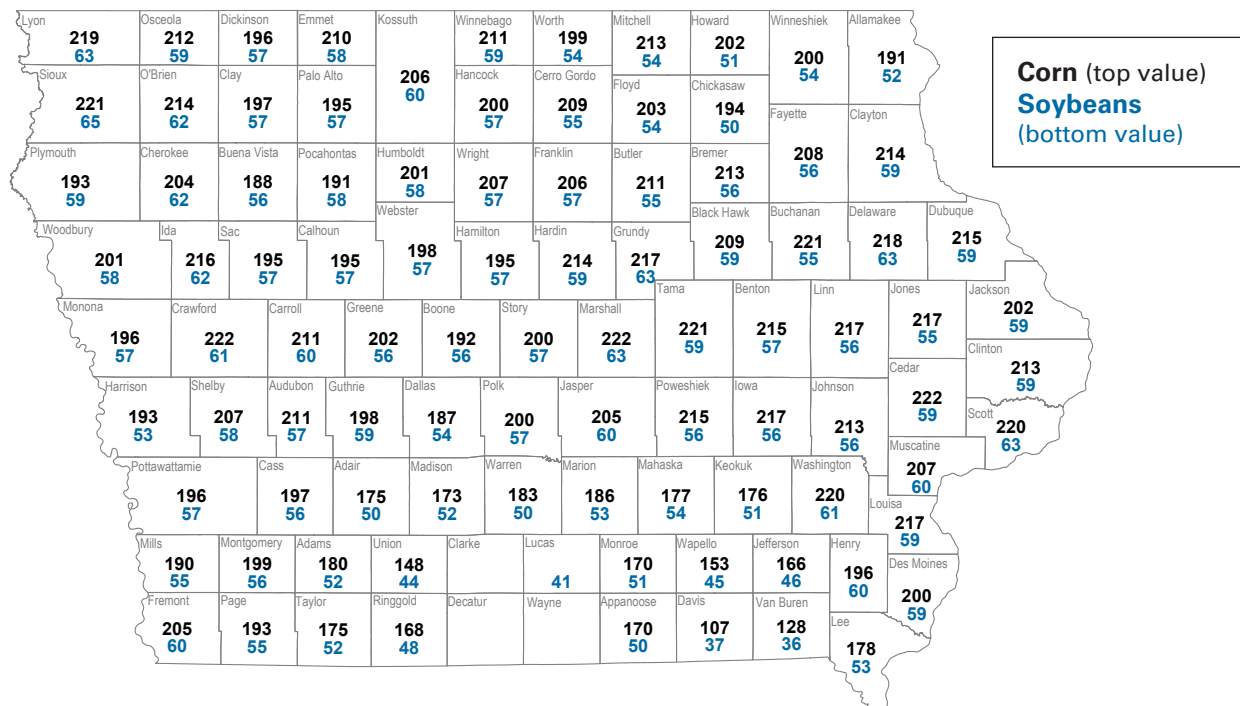 Lyon
219
63
Osceola
212
59
Dickinson
196
57
Emmet
210
58
Kossuth
206
60
Winnebago
211
59
Worth
199
54
Mitchell
213
54
Howard
202
51
Winneshiek
200
54
Allamakee
191
52
Corn (top value)
Soybeans
(bottom value)
Sioux
221
65
O'Brien
214
62
Clay
197
57
Palo Alto
195
57
Hancock
200
57
Cerro Gordo
209
55
Floyd
203
54
Chickasaw
194
50
Fayette
208
56
Clayton
214
59
Plymouth
193
59
Cherokee
204
62
Buena Vista
188
56
Pocahontas
191
58
Humboldt
201
58
Wright
207
57
Franklin
206
57
Butler
211
55
Bremer
213
56
Woodbury
201
58
Ida
216
62
Sac
195
57
Calhoun
195
57
Webster
198
57
Hamilton
195
57
Hardin
214
59
Grundy
217
63
Black Hawk
209
59
Buchanan
221
55
Delaware
218
63
Dubuque
215
59
Monona
196
57
Crawford
222
61
Carroll
211
60
Greene
202
56
Boone
192
56
Story
200
57
Marshall
222
63
Tama
221
59
Benton
215
57
Linn
217
56
Jones
217
55
Jackson
202
59
Clinton
213
59
Harrison
193
53
Shelby
207
58
Audubon
211
57
Guthrie
198
59
Dallas
187
54
Polk
200
57
Jasper
205
60
Poweshiek
215
56
Iowa
217
56
Johnson
213
56
Cedar
222
59
Scott
220
63
Muscatine
207
60
Pottawattamie
196
57
Cass
197
56
Adair
175
50
Madison
173
52
Warren
183
50
Marion
186
53
Mahaska
177
54
Keokuk
176
51
Washington
220
61
Louisa
217
59
Mills
190
55
Montgomery
199
56
Adams
180
52
Union
148
44
Clarke
Lucas
41
Monroe
170
51
Wapello
153
45
Jefferson
166
46
Henry
196
60
Des Moines
200
59
Fremont
205
60
Page
193
55
Taylor
175
52
Ringgold
168
48
Decatur
Wayne
Appanoose
170
50
Davis
107
37
Van Buren
128
36
Lee
178
53